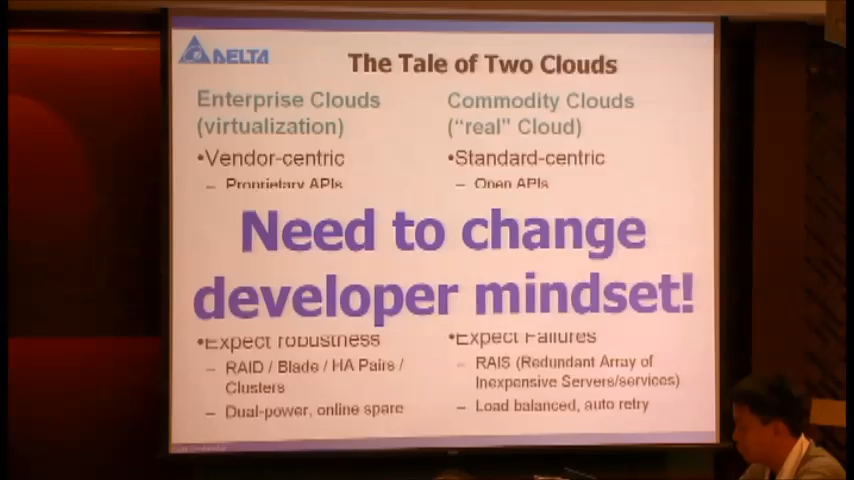 DELTA
The Tale of Two Clouds
Enterprise Clouds
(virtualization)
•Vendor-centric
– Proprietary APIs
Commodity Clouds
("real" Cloud)
•Standard-centric
– Open APIs
Need to change
developer mindset!
•Expect robustness
– RAID / Blade / HA Pairs /
Clusters
– Dual-power, online spare
•Expect Failures
– RAIS (Redundant Array of
Inexpensive Servers/services)
– Load balanced, auto retry